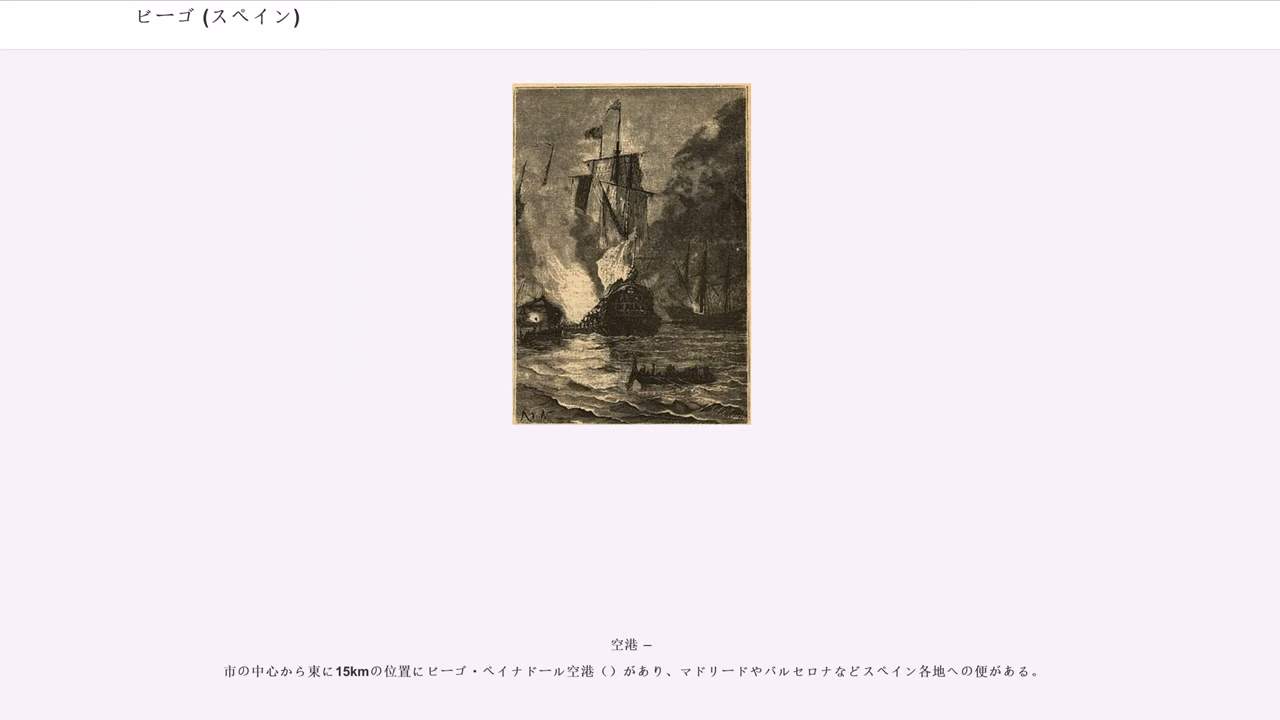 ビーゴ (スペイン)
空港 –
市の中心から東に15kmの位置にビーゴ・ペイナドール空港（）があり、マドリードやバルセロナなどスペイン各地への便がある。